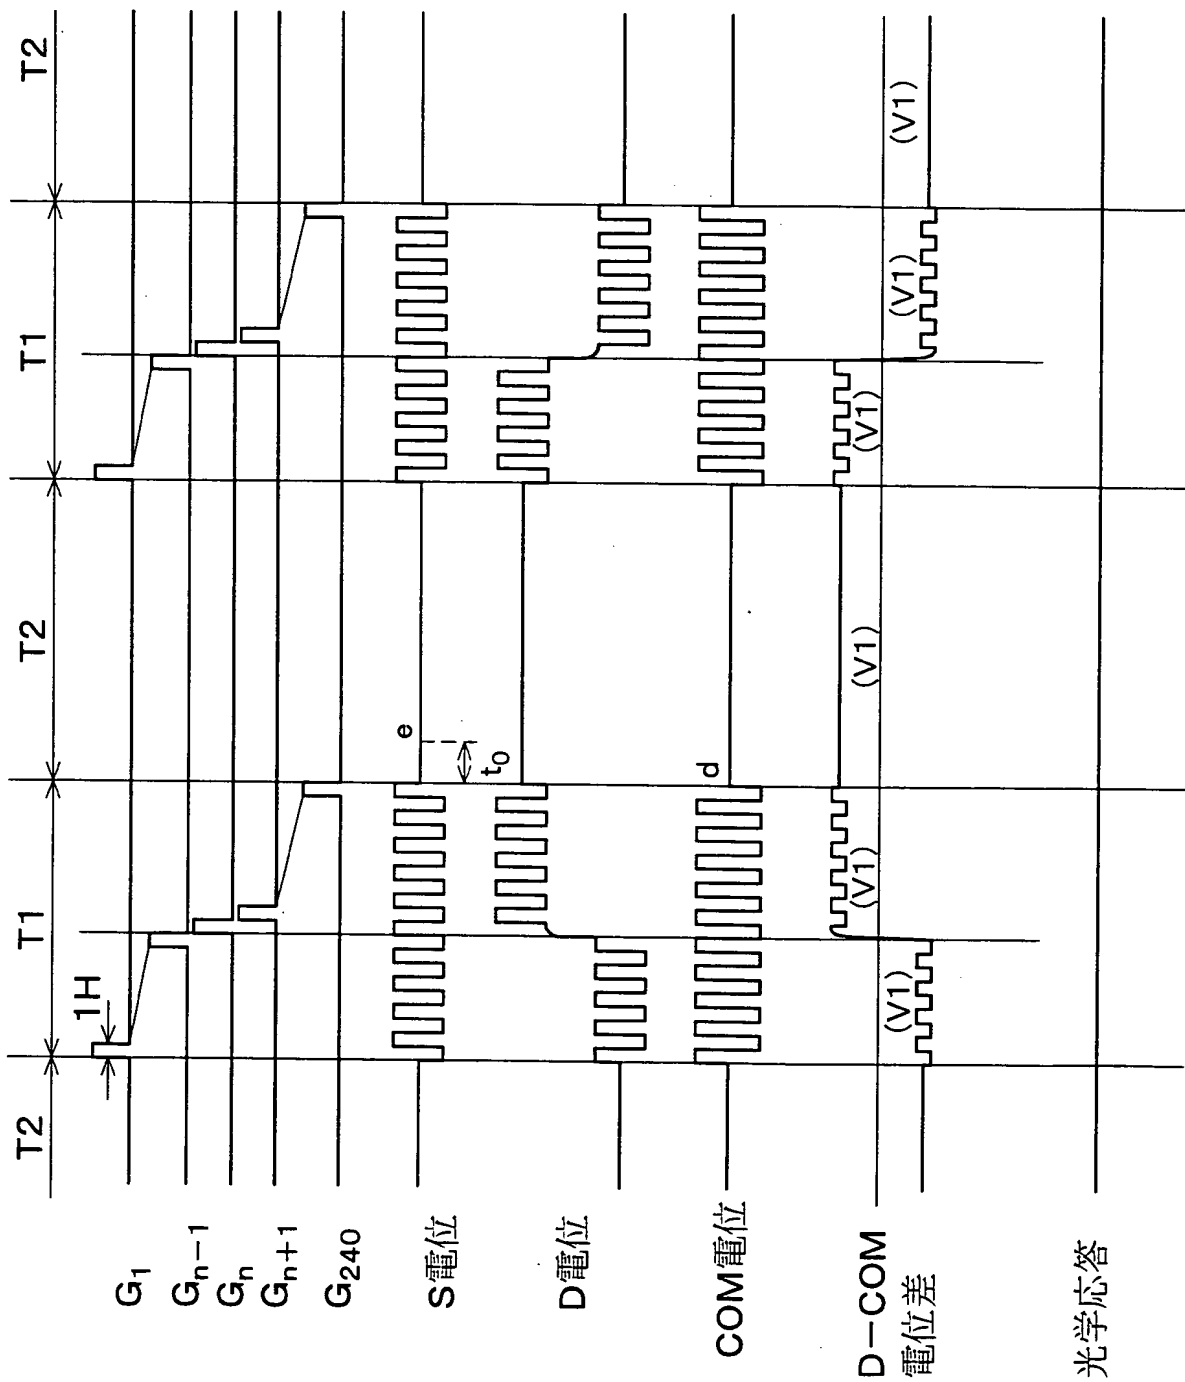 T2 T1 T2 T1 T2
1H
G1
Gn-1
Gn
Gn+1
G240
S電位
e
t0
D電位
COM電位
d
D-COM
電位差
(V1) (V1) (V1) (V1) (V1) (V1)
光学応答